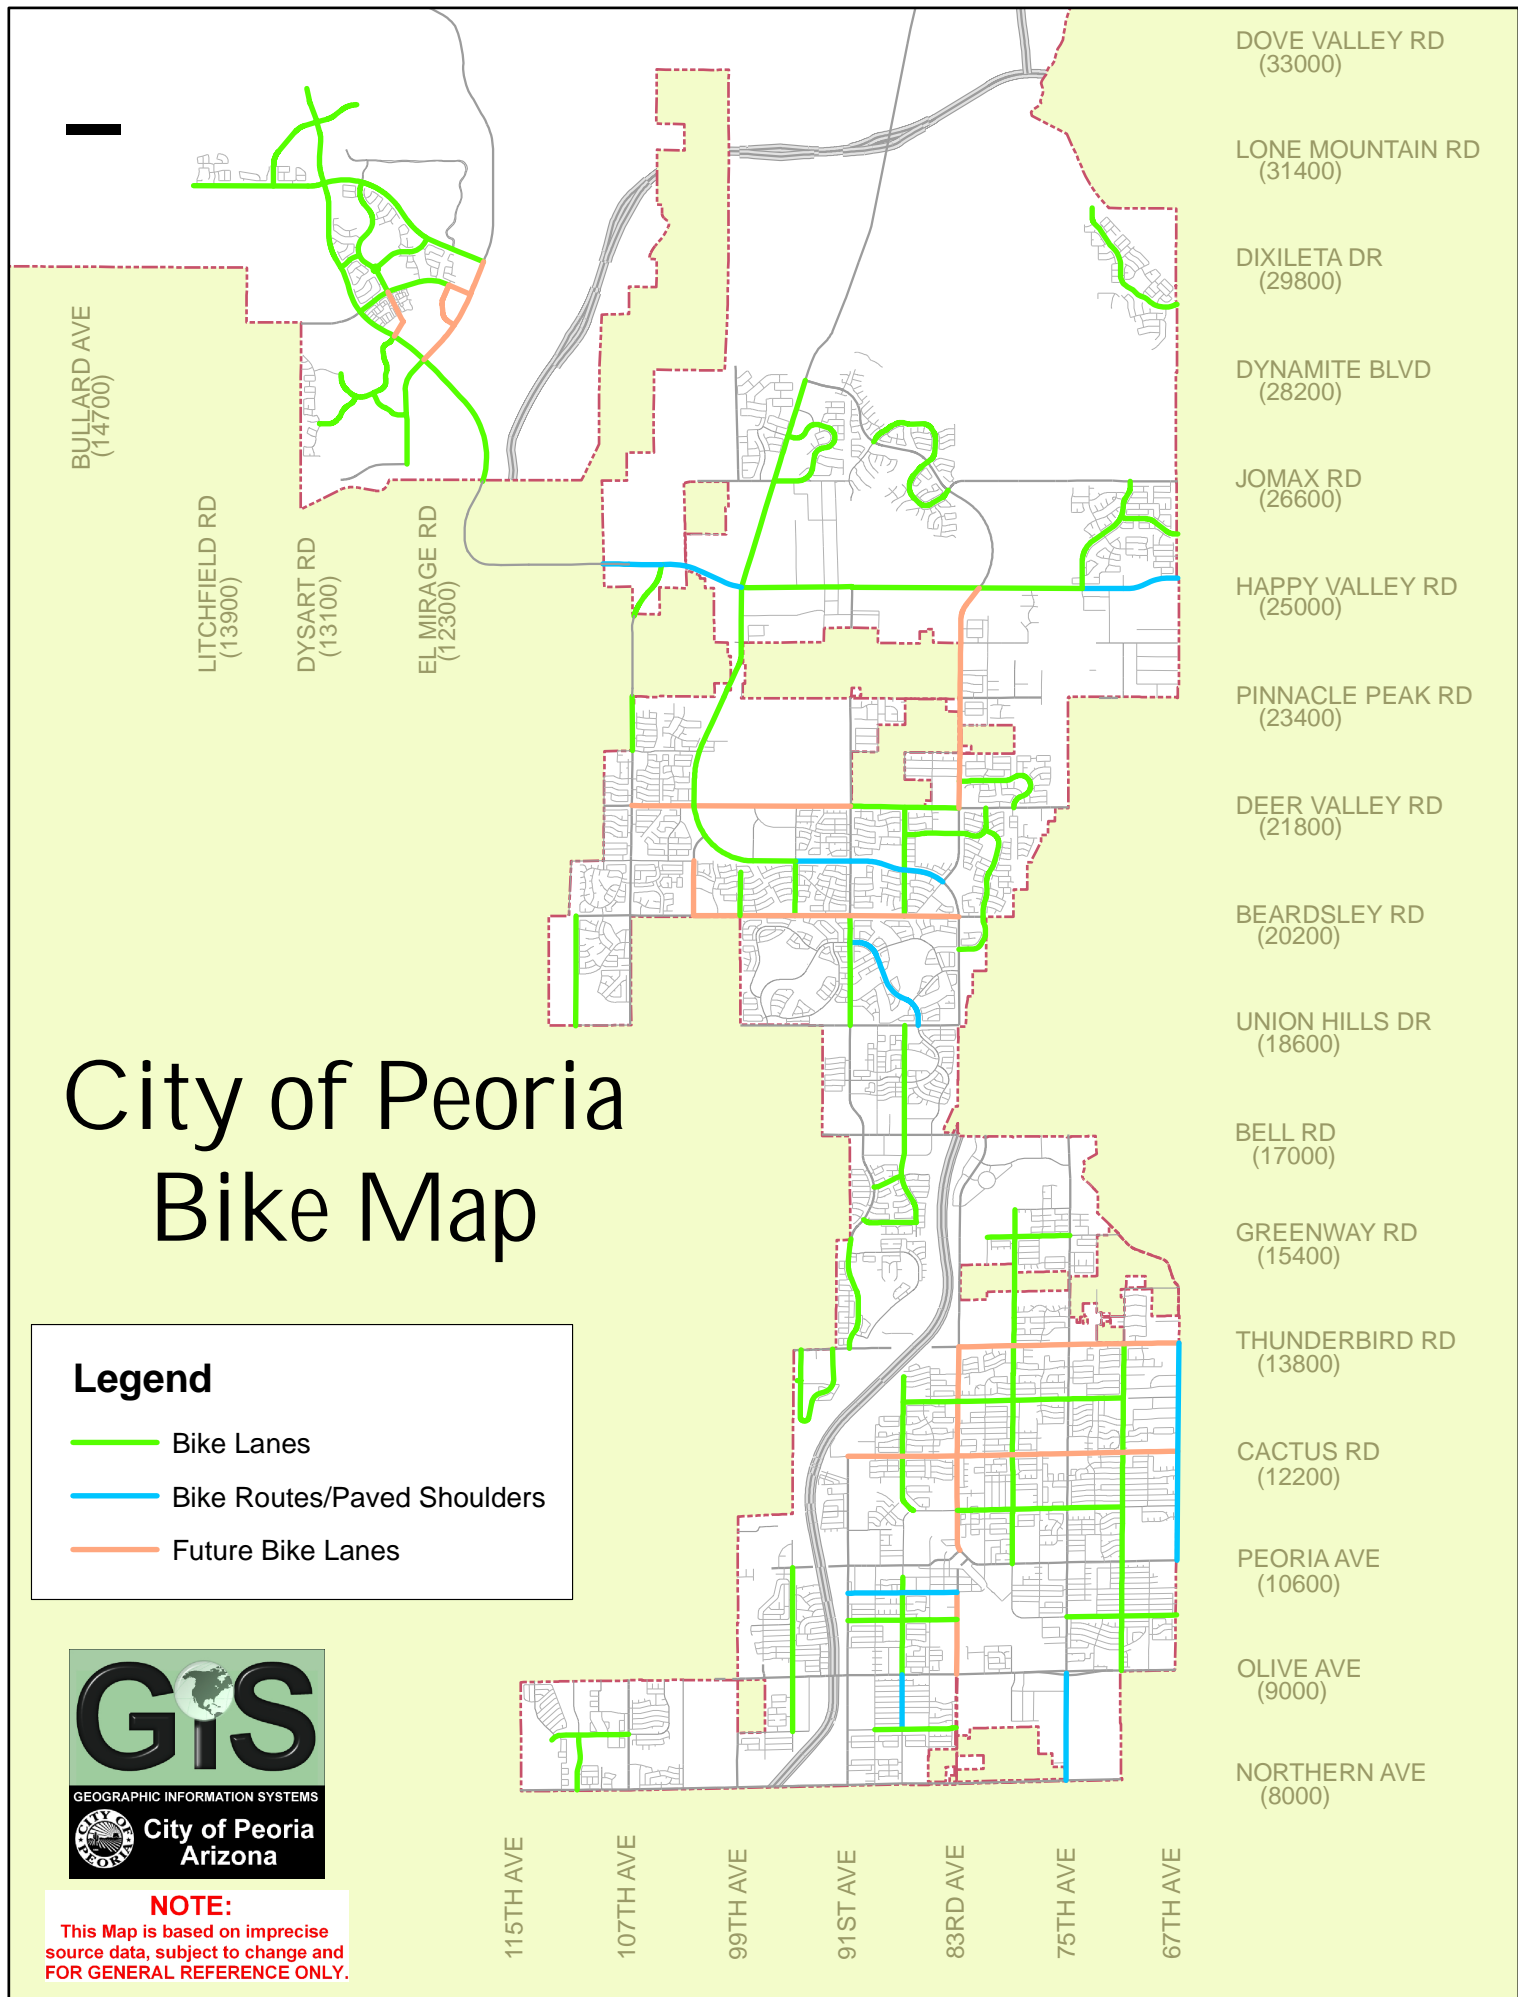 DOVE VALLEY RD
(33000)
LONE MOUNTAIN RD
(31400)
DIXILETA DR
(29800)
DYNAMITE BLVD
(28200)
JOMAX RD
(26600)
HAPPY VALLEY RD
(25000)
PINNACLE PEAK RD
(23400)
DEER VALLEY RD
(21800)
BEARDSLEY RD
(20200)
UNION HILLS DR
(18600)
BELL RD
(17000)
GREENWAY RD
(15400)
THUNDERBIRD RD
(13800)
CACTUS RD
(12200)
PEORIA AVE
(10600)
OLIVE AVE
(9000)
NORTHERN AVE
(8000)
BULLARD AVE
(14700)
LITCHFIELD RD
(13900)
DYSART RD
(13100)
EL MIRAGE RD
(12300)
City of Peoria
Bike Map
Legend
Bike Lanes
Bike Routes/Paved Shoulders
Future Bike Lanes
GIS
GEOGRAPHIC INFORMATION SYSTEMS
CITY OF PEORIA
City of Peoria
Arizona
NOTE:
This Map is based on imprecise
source data, subject to change and
FOR GENERAL REFERENCE ONLY.
115TH AVE
107TH AVE
99TH AVE
91ST AVE
83RD AVE
75TH AVE
67TH AVE